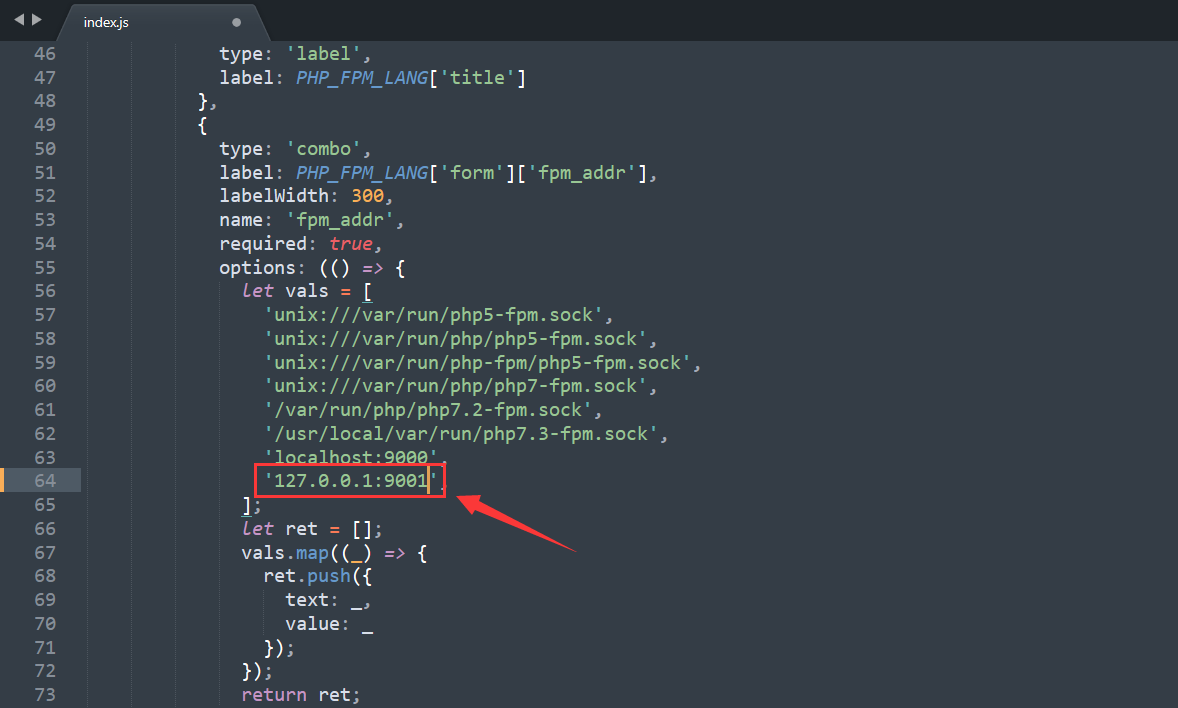 index.js
46 type: 'label',
47 label: PHP_FPM_LANG['title']
48 },
49 {
50 type: 'combo',
51 label: PHP_FPM_LANG['form']['fpm_addr'],
52 labelWidth: 300,
53 name: 'fpm_addr',
54 required: true,
55 options: (() => {
56 let vals = [
57 'unix:///var/run/php5-fpm.sock',
58 'unix:///var/run/php/php5-fpm.sock',
59 'unix:///var/run/php-fpm/php5-fpm.sock',
60 'unix:///var/run/php/php7-fpm.sock',
61 '/var/run/php/php7.2-fpm.sock',
62 '/usr/local/var/run/php7.3-fpm.sock',
63 'localhost:9000',
64 '127.0.0.1:9001',
65 ];
66 let ret = [];
67 vals.map((_) => {
68 ret.push({
69 text: _,
70 value: _
71 });
72 });
73 return ret;